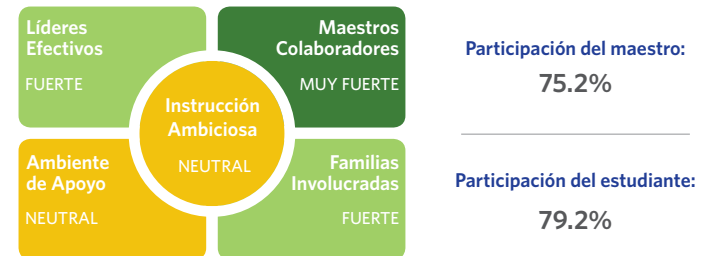 Líderes
Efectivos
FUERTE
Maestros
Colaboradores
MUY FUERTE
Instrucción
Ambiciosa
NEUTRAL
Ambiente
de Apoyo
NEUTRAL
Familias
Involucradas
FUERTE
Participación del maestro:
75.2%
Participación del estudiante:
79.2%